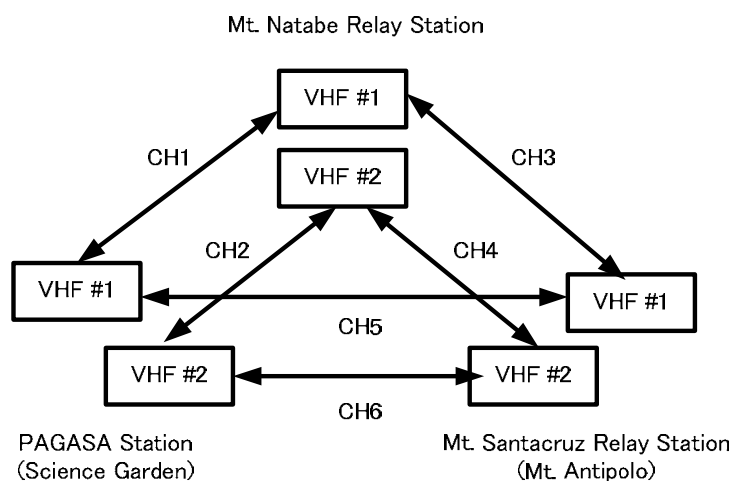 Mt. Natabe Relay Station
VHF #1
CH1
CH3
VHF #2
CH2
CH4
VHF #1
VHF #1
CH5
VHF #2
VHF #2
CH6
PAGASA Station
(Science Garden)
Mt. Santacruz Relay Station
(Mt. Antipolo)